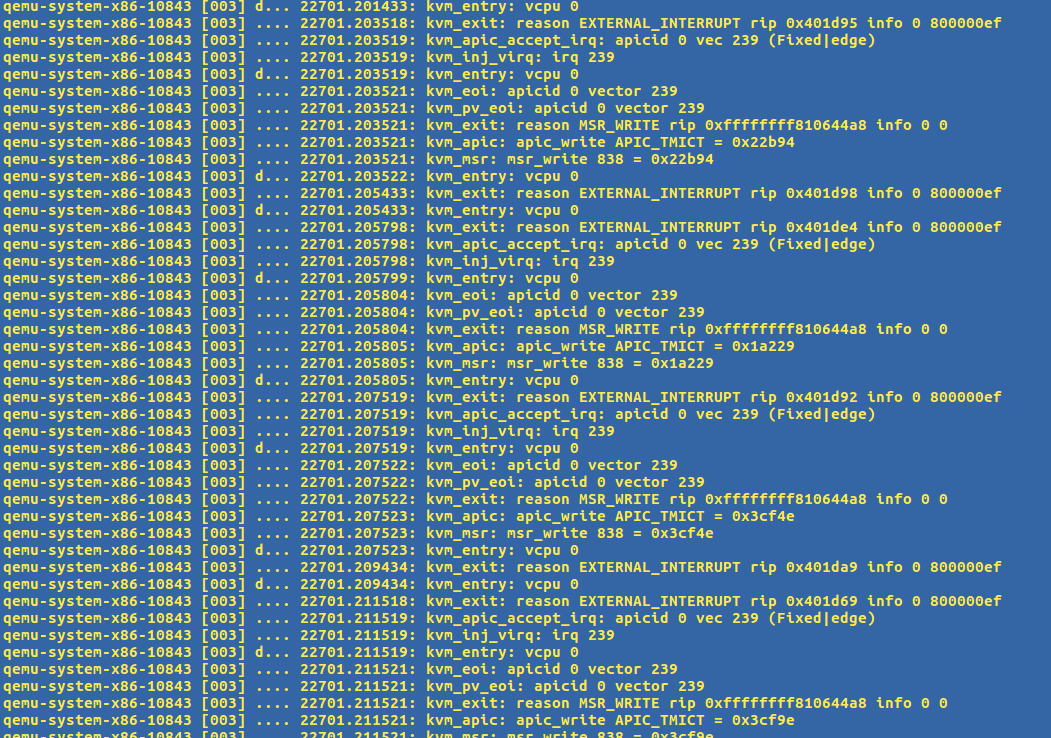 qemu-system-x86-10843 [003] d... 22701.201433: kvm_entry: vcpu 0
qemu-system-x86-10843 [003] .... 22701.203518: kvm_exit: reason EXTERNAL_INTERRUPT rip 0x401d95 info 0 800000ef
qemu-system-x86-10843 [003] .... 22701.203519: kvm_apic_accept_irq: apicid 0 vec 239 (Fixed|edge)
qemu-system-x86-10843 [003] .... 22701.203519: kvm_inj_virq: irq 239
qemu-system-x86-10843 [003] d... 22701.203519: kvm_entry: vcpu 0
qemu-system-x86-10843 [003] .... 22701.203521: kvm_eoi: apicid 0 vector 239
qemu-system-x86-10843 [003] .... 22701.203521: kvm_pv_eoi: apicid 0 vector 239
qemu-system-x86-10843 [003] .... 22701.203521: kvm_exit: reason MSR_WRITE rip 0xffffffff810644a8 info 0 0
qemu-system-x86-10843 [003] .... 22701.203521: kvm_apic: apic_write APIC_TMICT = 0x22b94
qemu-system-x86-10843 [003] .... 22701.203521: kvm_msr: msr_write 838 = 0x22b94
qemu-system-x86-10843 [003] d... 22701.203522: kvm_entry: vcpu 0
qemu-system-x86-10843 [003] .... 22701.205433: kvm_exit: reason EXTERNAL_INTERRUPT rip 0x401d98 info 0 800000ef
qemu-system-x86-10843 [003] d... 22701.205433: kvm_entry: vcpu 0
qemu-system-x86-10843 [003] .... 22701.205798: kvm_exit: reason EXTERNAL_INTERRUPT rip 0x401de4 info 0 800000ef
qemu-system-x86-10843 [003] .... 22701.205798: kvm_apic_accept_irq: apicid 0 vec 239 (Fixed|edge)
qemu-system-x86-10843 [003] .... 22701.205798: kvm_inj_virq: irq 239
qemu-system-x86-10843 [003] d... 22701.205799: kvm_entry: vcpu 0
qemu-system-x86-10843 [003] .... 22701.205804: kvm_eoi: apicid 0 vector 239
qemu-system-x86-10843 [003] .... 22701.205804: kvm_pv_eoi: apicid 0 vector 239
qemu-system-x86-10843 [003] .... 22701.205804: kvm_exit: reason MSR_WRITE rip 0xffffffff810644a8 info 0 0
qemu-system-x86-10843 [003] .... 22701.205805: kvm_apic: apic_write APIC_TMICT = 0x1a229
qemu-system-x86-10843 [003] .... 22701.205805: kvm_msr: msr_write 838 = 0x1a229
qemu-system-x86-10843 [003] d... 22701.205805: kvm_entry: vcpu 0
qemu-system-x86-10843 [003] .... 22701.207519: kvm_exit: reason EXTERNAL_INTERRUPT rip 0x401d92 info 0 800000ef
qemu-system-x86-10843 [003] .... 22701.207519: kvm_apic_accept_irq: apicid 0 vec 239 (Fixed|edge)
qemu-system-x86-10843 [003] .... 22701.207519: kvm_inj_virq: irq 239
qemu-system-x86-10843 [003] d... 22701.207519: kvm_entry: vcpu 0
qemu-system-x86-10843 [003] .... 22701.207522: kvm_eoi: apicid 0 vector 239
qemu-system-x86-10843 [003] .... 22701.207522: kvm_pv_eoi: apicid 0 vector 239
qemu-system-x86-10843 [003] .... 22701.207522: kvm_exit: reason MSR_WRITE rip 0xffffffff810644a8 info 0 0
qemu-system-x86-10843 [003] .... 22701.207523: kvm_apic: apic_write APIC_TMICT = 0x3cf4e
qemu-system-x86-10843 [003] .... 22701.207523: kvm_msr: msr_write 838 = 0x3cf4e
qemu-system-x86-10843 [003] d... 22701.207523: kvm_entry: vcpu 0
qemu-system-x86-10843 [003] .... 22701.209434: kvm_exit: reason EXTERNAL_INTERRUPT rip 0x401da9 info 0 800000ef
qemu-system-x86-10843 [003] d... 22701.209434: kvm_entry: vcpu 0
qemu-system-x86-10843 [003] .... 22701.211518: kvm_exit: reason EXTERNAL_INTERRUPT rip 0x401d69 info 0 800000ef
qemu-system-x86-10843 [003] .... 22701.211519: kvm_apic_accept_irq: apicid 0 vec 239 (Fixed|edge)
qemu-system-x86-10843 [003] .... 22701.211519: kvm_inj_virq: irq 239
qemu-system-x86-10843 [003] d... 22701.211519: kvm_entry: vcpu 0
qemu-system-x86-10843 [003] .... 22701.211521: kvm_eoi: apicid 0 vector 239
qemu-system-x86-10843 [003] .... 22701.211521: kvm_pv_eoi: apicid 0 vector 239
qemu-system-x86-10843 [003] .... 22701.211521: kvm_exit: reason MSR_WRITE rip 0xffffffff810644a8 info 0 0
qemu-system-x86-10843 [003] .... 22701.211521: kvm_apic: apic_write APIC_TMICT = 0x3cf9e
qemu-system-x86-10843 [003] .... 22701.211521: kvm_msr: msr_write 838 = 0x3cf9e